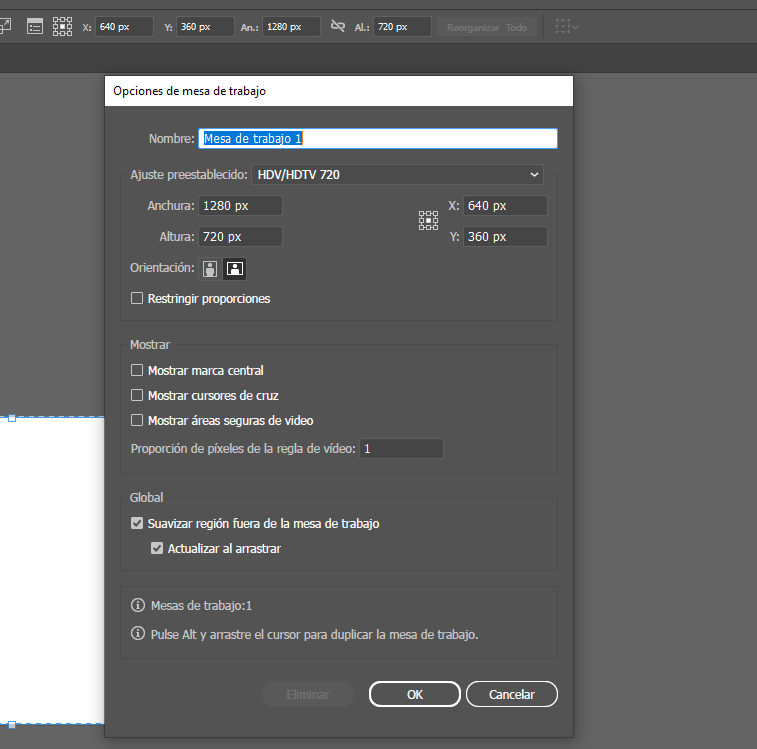 X: 640 px Y: 360 px An.: 1280 px Al.: 720 px Reorganizar Todo
Opciones de mesa de trabajo
Nombre: Mesa de trabajo 1
Ajuste preestablecido: HDV/HDTV 720
Anchura: 1280 px X: 640 px
Altura: 720 px Y: 360 px
Orientación:
Restringir proporciones
Mostrar
Mostrar marca central
Mostrar cursores de cruz
Mostrar áreas seguras de video
Proporción de píxeles de la regla de vídeo: 1
Global
Suavizar región fuera de la mesa de trabajo
Actualizar al arrastrar
Mesas de trabajo:1
Pulse Alt y arrastre el cursor para duplicar la mesa de trabajo.
Eliminar OK Cancelar